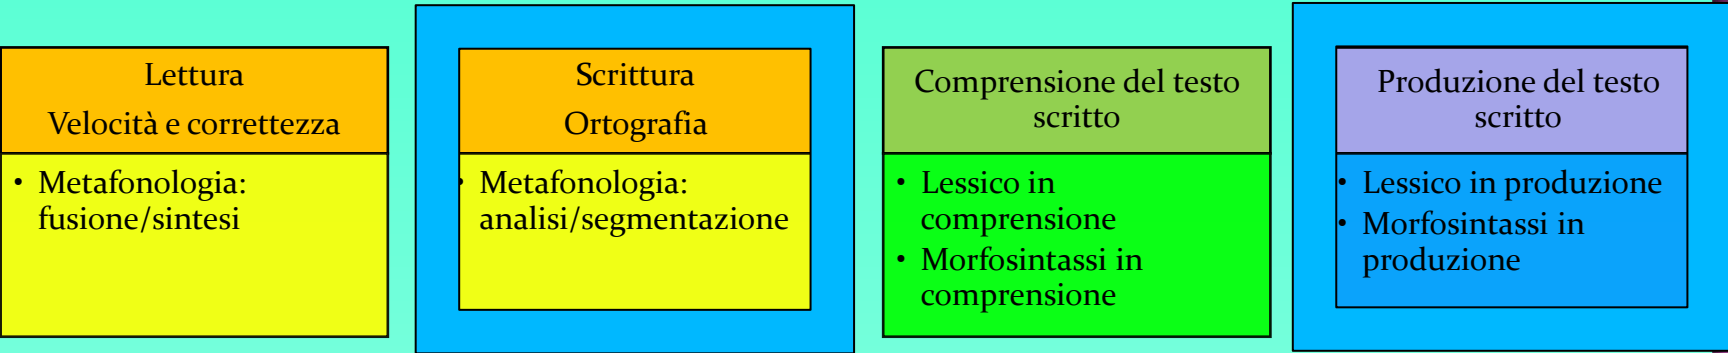 Lettura
Velocità e correttezza
• Metafonologia:
fusione/sintesi
Scrittura
Ortografia
• Metafonologia:
analisi/segmentazione
Comprensione del testo
scritto
• Lessico in
comprensione
• Morfosintassi in
comprensione
Produzione del testo
scritto
• Lessico in produzione
• Morfosintassi in
produzione